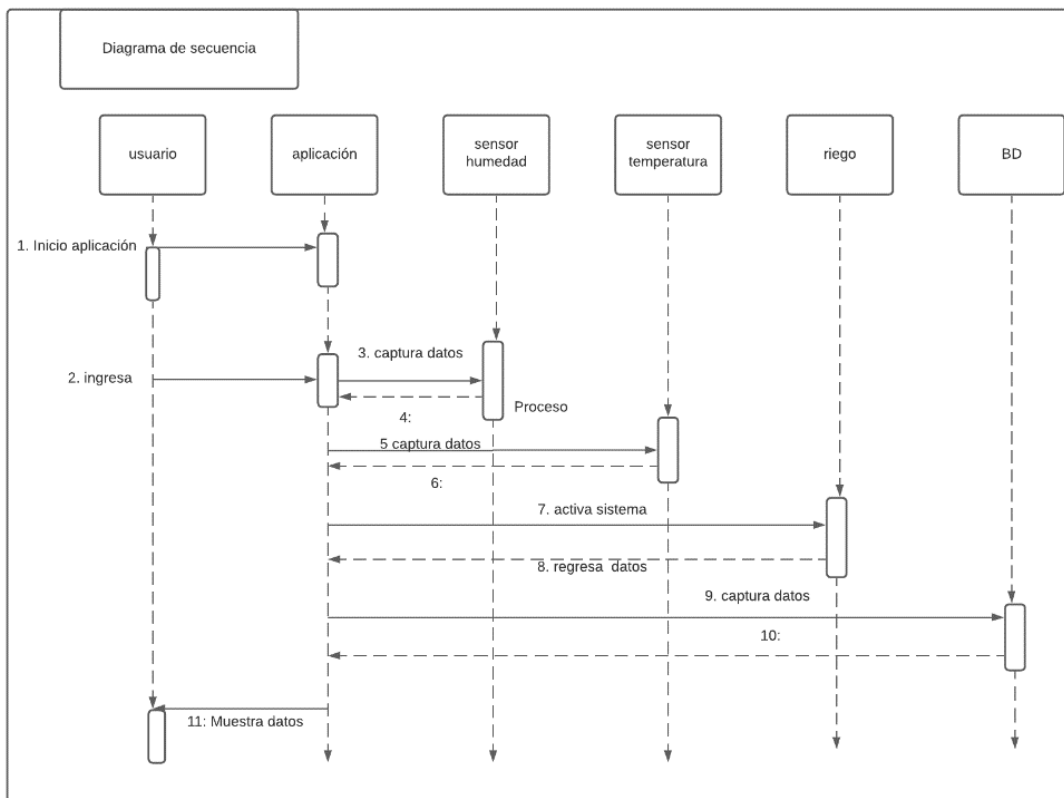 Diagrama de secuencia
usuario
aplicación
sensor
humedad
sensor
temperatura
riego
BD
1. Inicio aplicación
3. captura datos
2. ingresa
Proceso
4:
5 captura datos
6:
7. activa sistema
8. regresa datos
9. captura datos
10:
11: Muestra datos